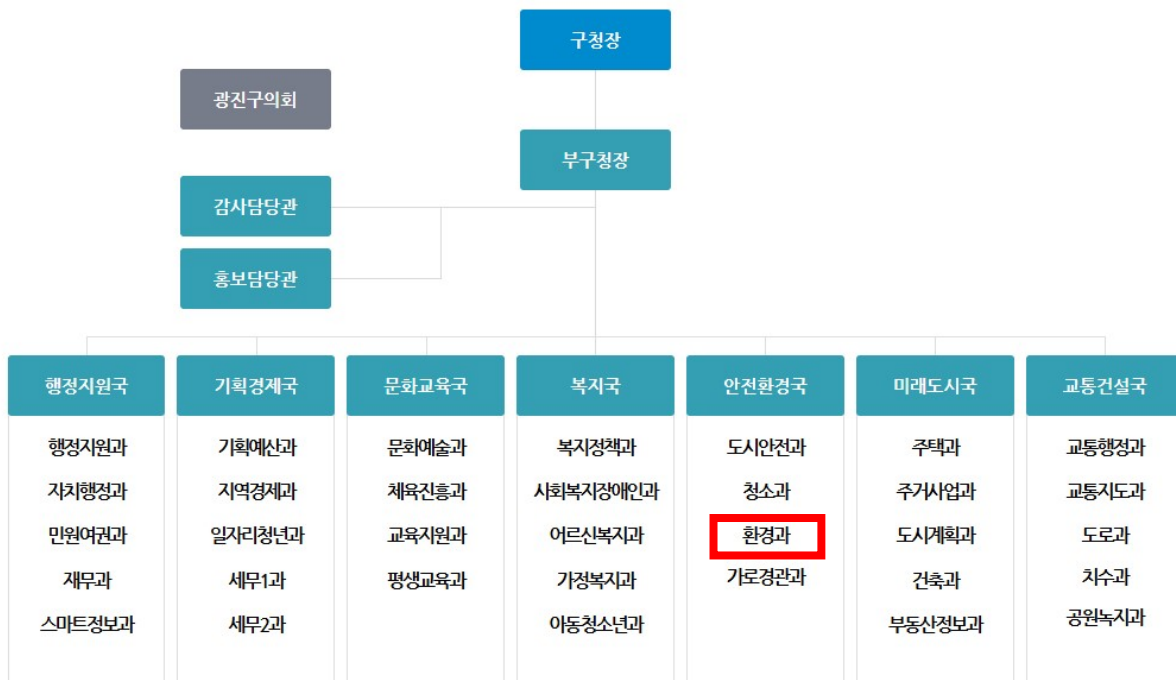 구청장
광진구의회
부구청장
감사담당관
홍보담당관
행정지원국
행정지원과
자치행정과
민원여권과
재무과
스마트정보과
기획경제국
기획예산과
지역경제과
일자리청년과
세무1과
세무2과
문화교육국
문화예술과
체육진흥과
교육지원과
평생교육과
복지국
복지정책과
사회복지장애인과
어르신복지과
가정복지과
아동청소년과
안전환경국
도시안전과
청소과
환경과
가로경관과
미래도시국
주택과
주거사업과
도시계획과
건축과
부동산정보과
교통건설국
교통행정과
교통지도과
도로과
치수과
공원녹지과